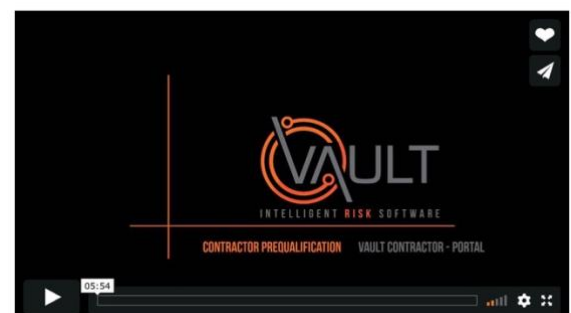 VAULT
INTELLIGENT RISK SOFTWARE
CONTRACTOR PREQUALIFICATION VAULT CONTRACTOR - PORTAL
05:54